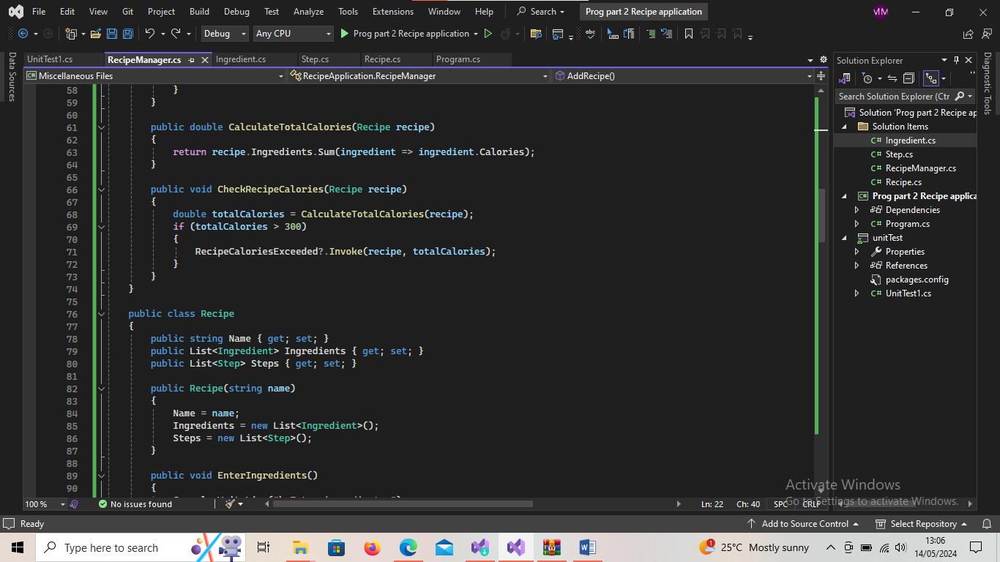 File Edit View Git Project Build Debug Test Analyze Tools Extensions Window Help Search Prog part 2 Recipe application MM
Debug Any CPU Prog part 2 Recipe application
UnitTest1.cs RecipeManager.cs Ingredient.cs Step.cs Recipe.cs Program.cs
Miscellaneous Files RecipeApplication.RecipeManager AddRecipe()
Data Sources
58 }
59 }
60
61 public double CalculateTotalCalories(Recipe recipe)
62 {
63 return recipe.Ingredients.Sum(ingredient => ingredient.Calories);
64 }
65
66 public void CheckRecipeCalories(Recipe recipe)
67 {
68 double totalCalories = CalculateTotalCalories(recipe);
69 if (totalCalories > 300)
70 {
71 RecipeCaloriesExceeded?.Invoke(recipe, totalCalories);
72 }
73 }
74 }
75
76 public class Recipe
77 {
78 public string Name { get; set; }
79 public List<Ingredient> Ingredients { get; set; }
80 public List<Step> Steps { get; set; }
81
82 public Recipe(string name)
83 {
84 Name = name;
85 Ingredients = new List<Ingredient>();
86 Steps = new List<Step>();
87 }
88
89 public void EnterIngredients()
90 {
100 % No issues found Ln: 22 Ch: 40 SPC CRLF
Solution Explorer
Search Solution Explorer (Ctr
Solution 'Prog part 2 Recipe ap
Solution Items
C# Ingredient.cs
C# Step.cs
C# RecipeManager.cs
C# Recipe.cs
Prog part 2 Recipe applica
Dependencies
C# Program.cs
unitTest
Properties
References
packages.config
C# UnitTest1.cs
Diagnostic Tools
Activate Windows
Go to Settings to activate Windows.
Ready Add to Source Control Select Repository
Type here to search 25°C Mostly sunny 13:06
14/05/2024